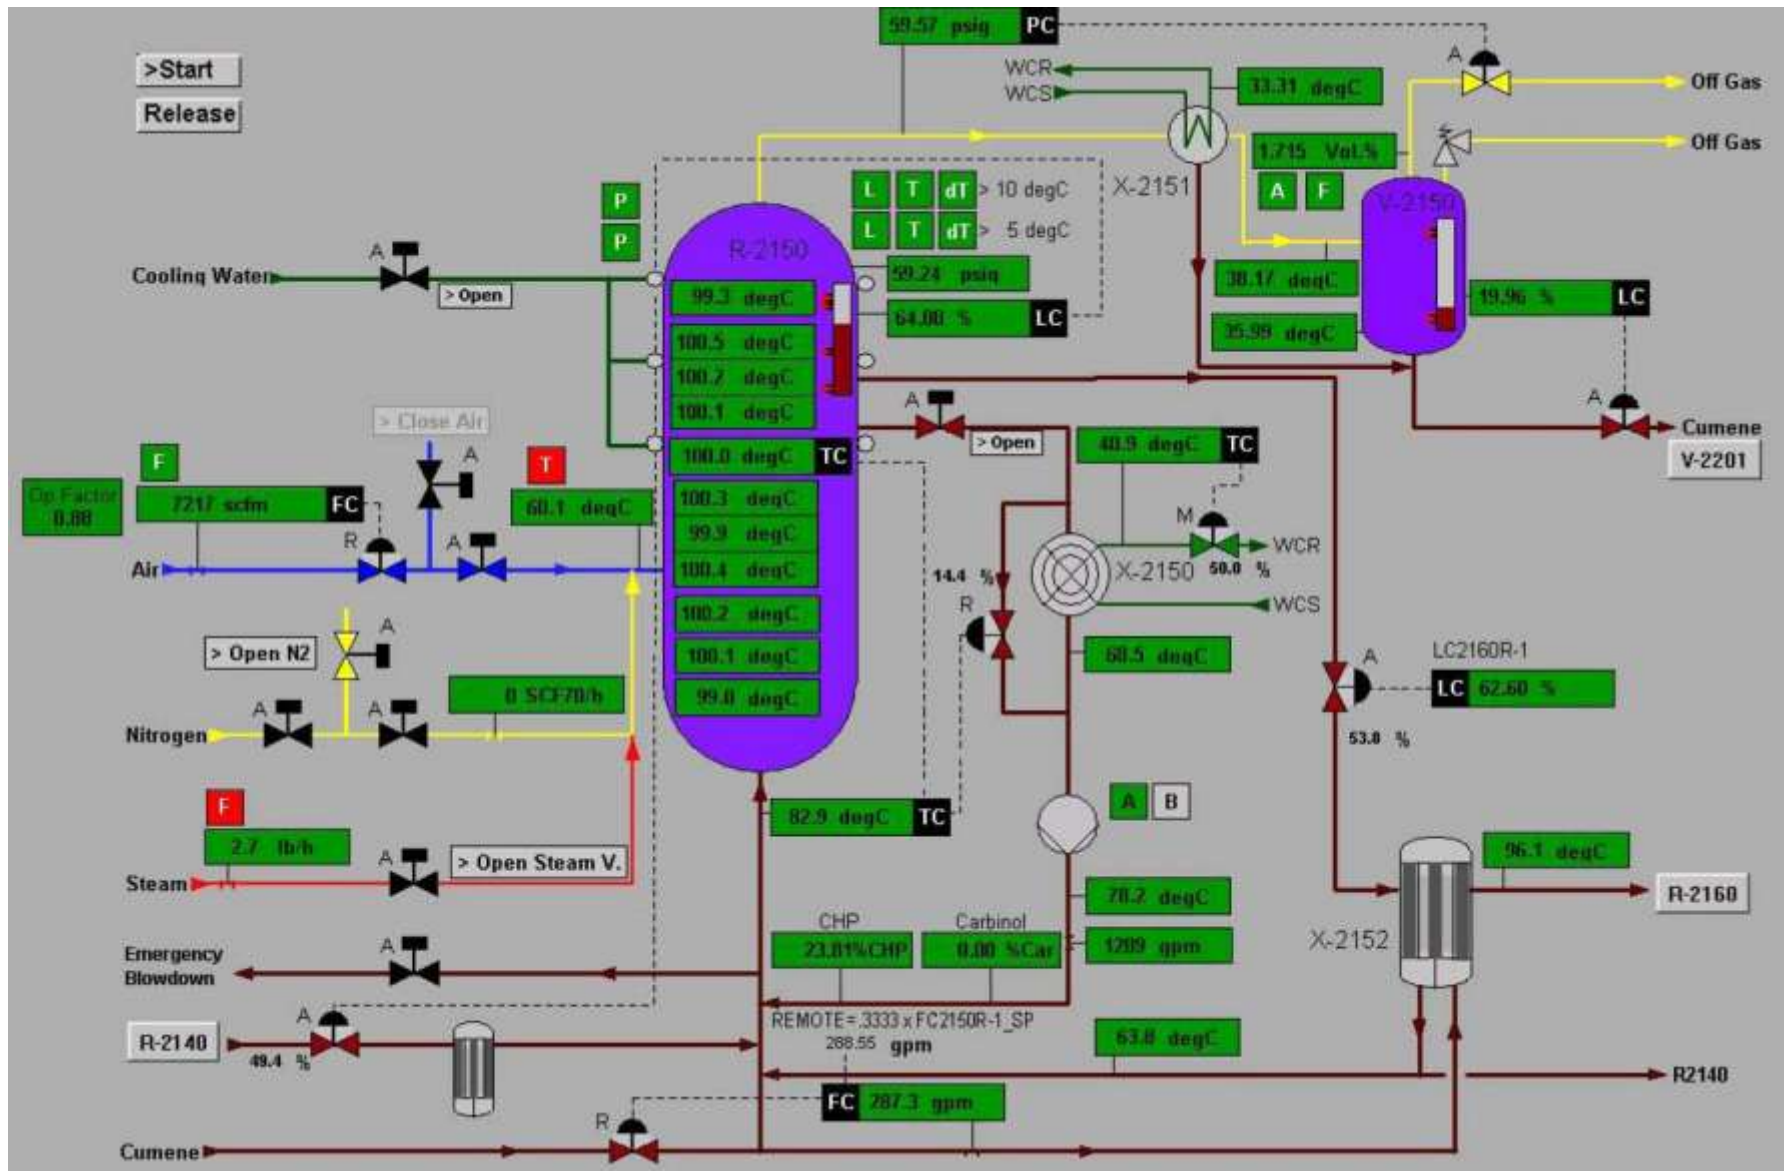 59.57 psig PC
A
>Start
Release
WCR
WCS
33.31 degC
Off Gas
1.715 Vol.%
Off Gas
X-2151
A F
V-2150
P
P
L T dT > 10 degC
L T dT > 5 degC
R-2150
A
Cooling Water
> Open
59.24 psig
64.00 % LC
38.17 degC
35.99 degC
19.96 % LC
99.3 degC
100.5 degC
100.2 degC
100.1 degC
100.0 degC TC
100.3 degC
99.9 degC
100.4 degC
100.2 degC
100.1 degC
99.0 degC
A
> Open
A
Cumene
V-2201
> Close Air
F
A
T
Op Factor
0.88
7217 scfm FC
60.1 degC
R
A
Air
40.9 degC TC
M
WCR
X-2150
50.0 %
WCS
14.4 %
R
60.5 degC
A
> Open N2
0 SCF70/h
A
A
Nitrogen
A
LC2160R-1
LC 62.60 %
53.8 %
F
2.7 lb/h
A
> Open Steam V.
Steam
82.9 degC TC
A B
96.1 degC
R-2160
X-2152
78.2 degC
CHP
Carbinol
23.81%CHP
0.00 %Car
1209 gpm
Emergency
Blowdown
A
A
R-2140
49.4 %
REMOTE=.3333 x FC2150R-1_SP
288.55 gpm
63.8 degC
R2140
FC 287.3 gpm
R
Cumene